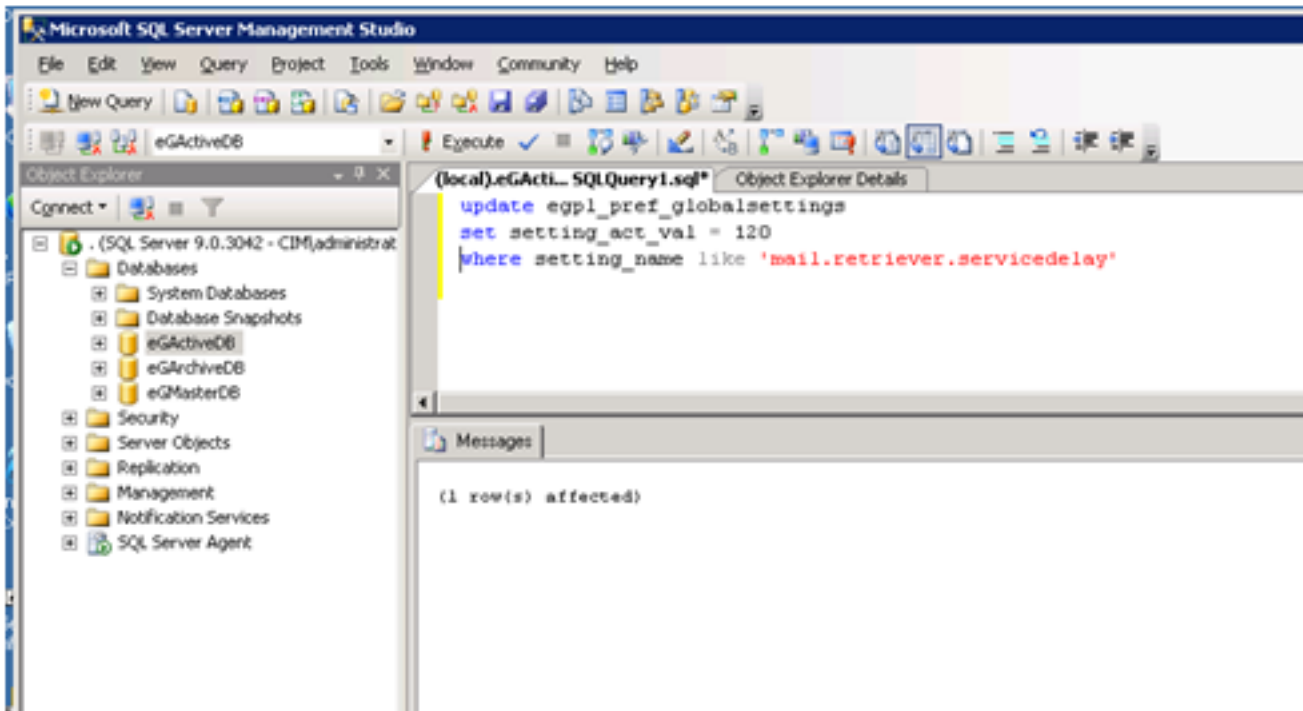 Microsoft SQL Server Management Studio
File Edit View Query Project Tools Window Community Help
New Query
eGActiveDB Execute
Object Explorer
Connect
(local).eGActi... SQLQuery1.sql* Object Explorer Details
. (SQL Server 9.0.3042 - CIM\administrat
Databases
System Databases
Database Snapshots
eGActiveDB
eGArchiveDB
eGMasterDB
Security
Server Objects
Replication
Management
Notification Services
SQL Server Agent
update egpl_pref_globalsettings
set setting_act_val = 120
where setting_name like 'mail.retriever.servicedelay'
Messages
(1 row(s) affected)